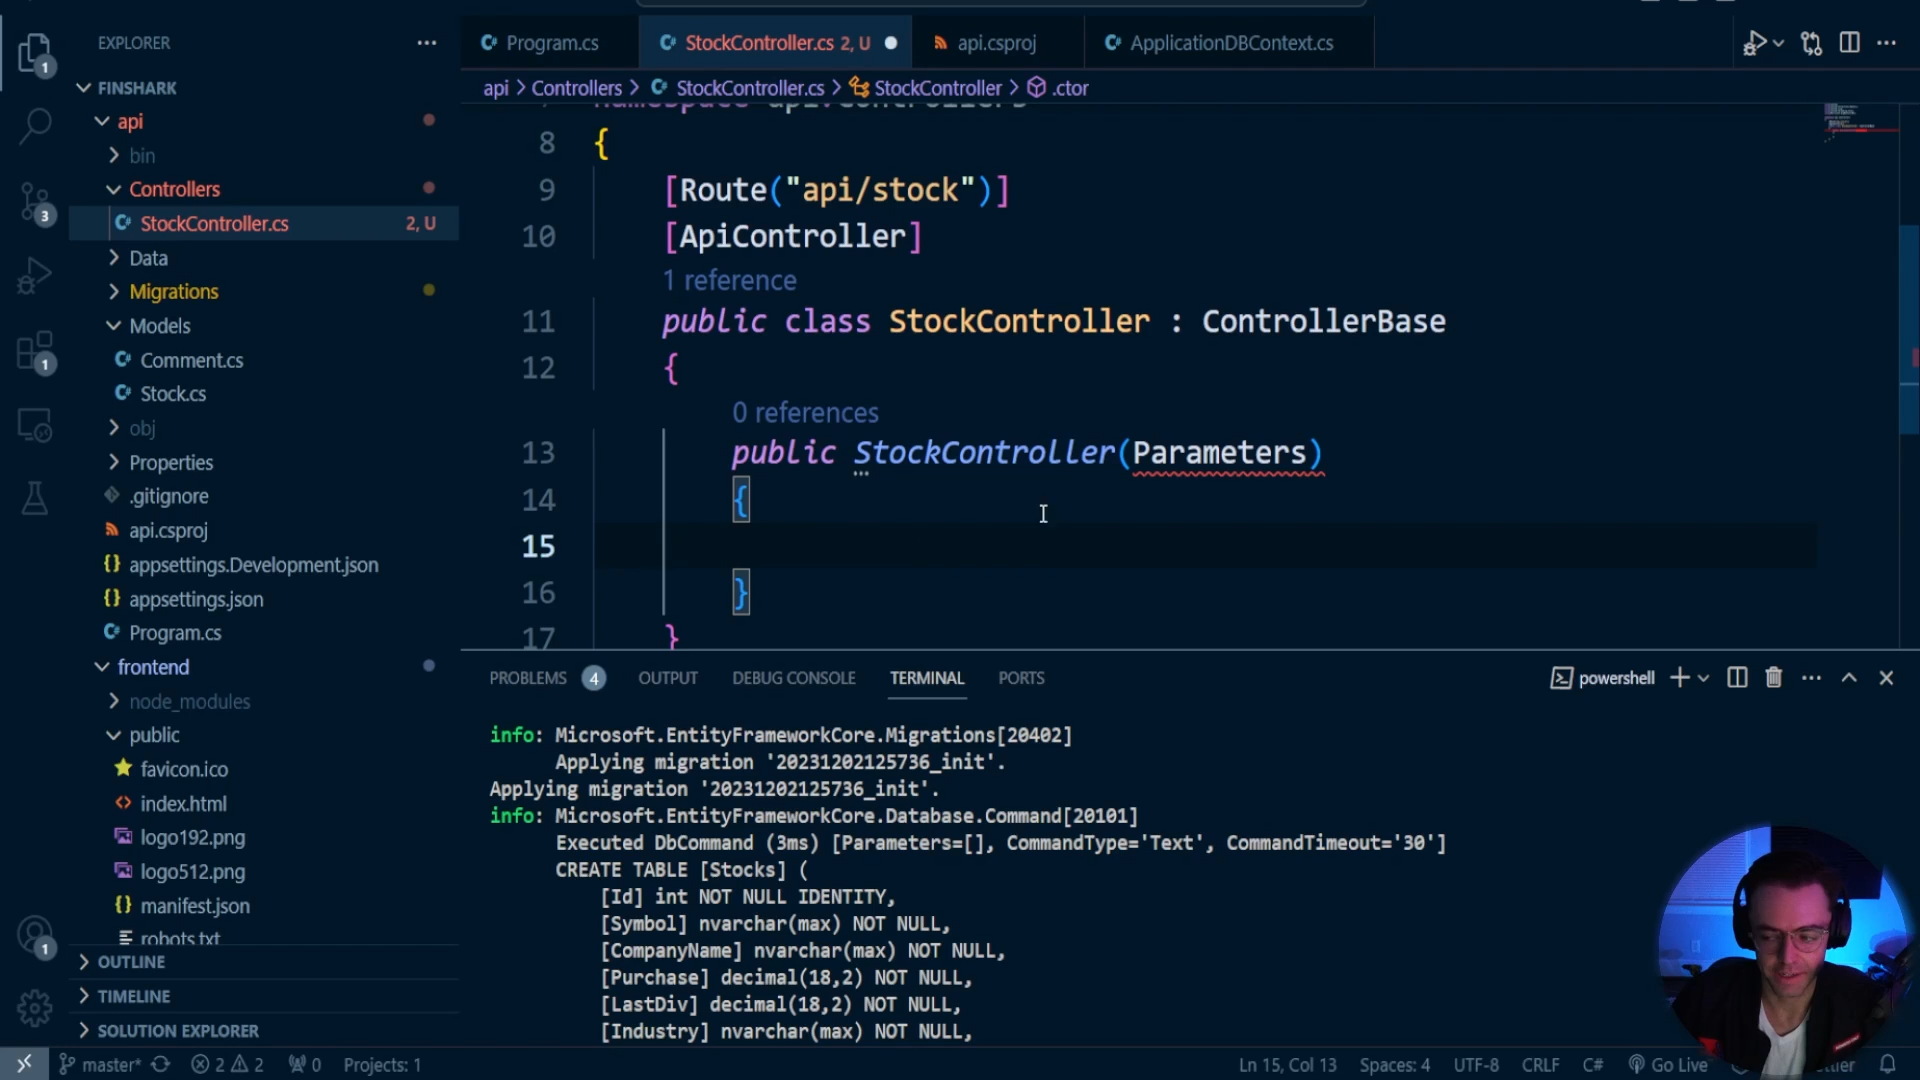 EXPLORER
FINSHARK
api
bin
Controllers
StockController.cs 2, U
Data
Migrations
Models
Comment.cs
Stock.cs
obj
Properties
.gitignore
api.csproj
appsettings.Development.json
appsettings.json
Program.cs
frontend
node_modules
public
favicon.ico
index.html
logo192.png
logo512.png
manifest.json
robots.txt
OUTLINE
TIMELINE
SOLUTION EXPLORER
1
3
1
1
Program.cs StockController.cs 2, U api.csproj ApplicationDBContext.cs
api > Controllers > StockController.cs > StockController > .ctor
namespace api.Controllers
8 {
9 [Route("api/stock")]
10 [ApiController]
1 reference
11 public class StockController : ControllerBase
12 {
0 references
13 public StockController(Parameters)
14 {
15
16 }
17 }
PROBLEMS 4 OUTPUT DEBUG CONSOLE TERMINAL PORTS powershell
info: Microsoft.EntityFrameworkCore.Migrations[20402]
Applying migration '20231202125736_init'.
Applying migration '20231202125736_init'.
info: Microsoft.EntityFrameworkCore.Database.Command[20101]
Executed DbCommand (3ms) [Parameters=[], CommandType='Text', CommandTimeout='30']
CREATE TABLE [Stocks] (
[Id] int NOT NULL IDENTITY,
[Symbol] nvarchar(max) NOT NULL,
[CompanyName] nvarchar(max) NOT NULL,
[Purchase] decimal(18,2) NOT NULL,
[LastDiv] decimal(18,2) NOT NULL,
[Industry] nvarchar(max) NOT NULL,
master* 2 2 0 Projects: 1 Ln 15, Col 13 Spaces: 4 UTF-8 CRLF C# Go Live